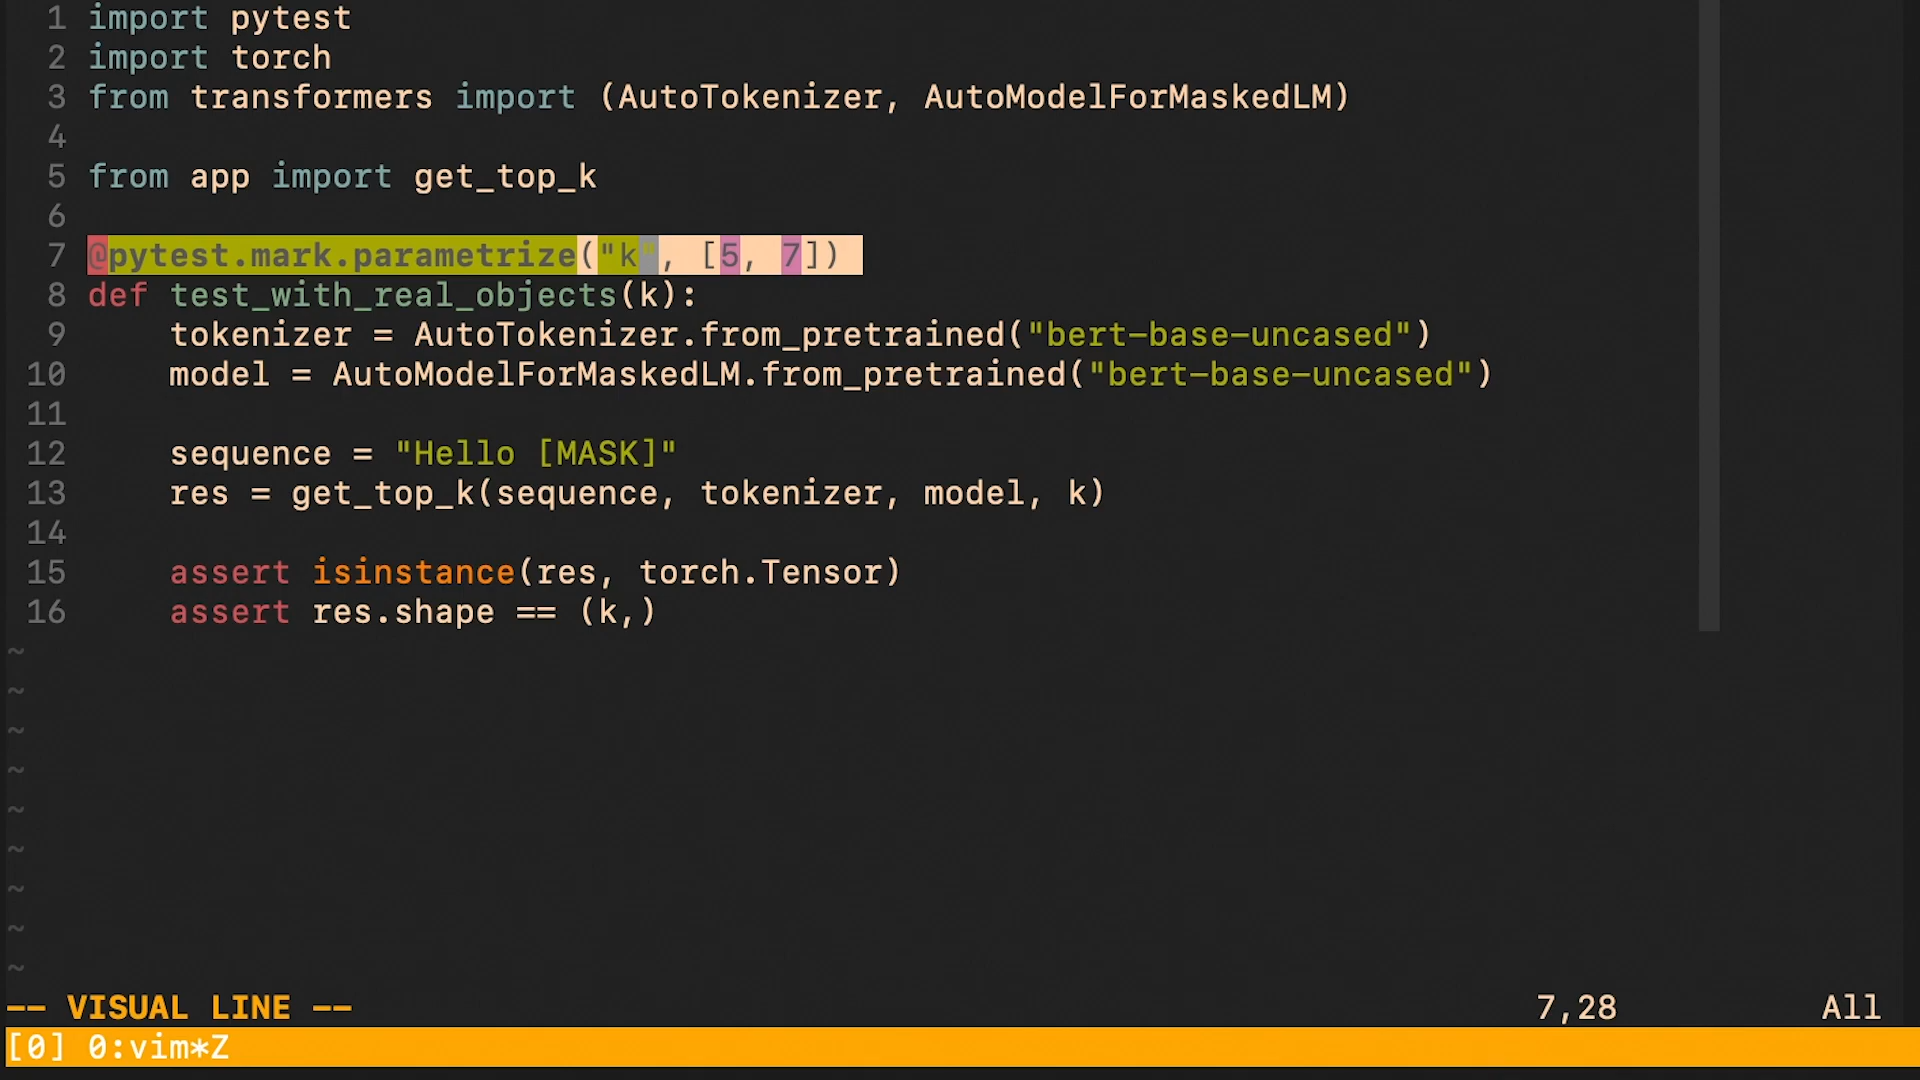 1 import pytest
2 import torch
3 from transformers import (AutoTokenizer, AutoModelForMaskedLM)
4
5 from app import get_top_k
6
7 @pytest.mark.parametrize("k", [5, 7])
8 def test_with_real_objects(k):
9     tokenizer = AutoTokenizer.from_pretrained("bert-base-uncased")
10     model = AutoModelForMaskedLM.from_pretrained("bert-base-uncased")
11
12     sequence = "Hello [MASK]"
13     res = get_top_k(sequence, tokenizer, model, k)
14
15     assert isinstance(res, torch.Tensor)
16     assert res.shape == (k,)
~
~
~
~
~
~
~
~
~
-- VISUAL LINE -- 7,28 All
[0] 0:vim*Z